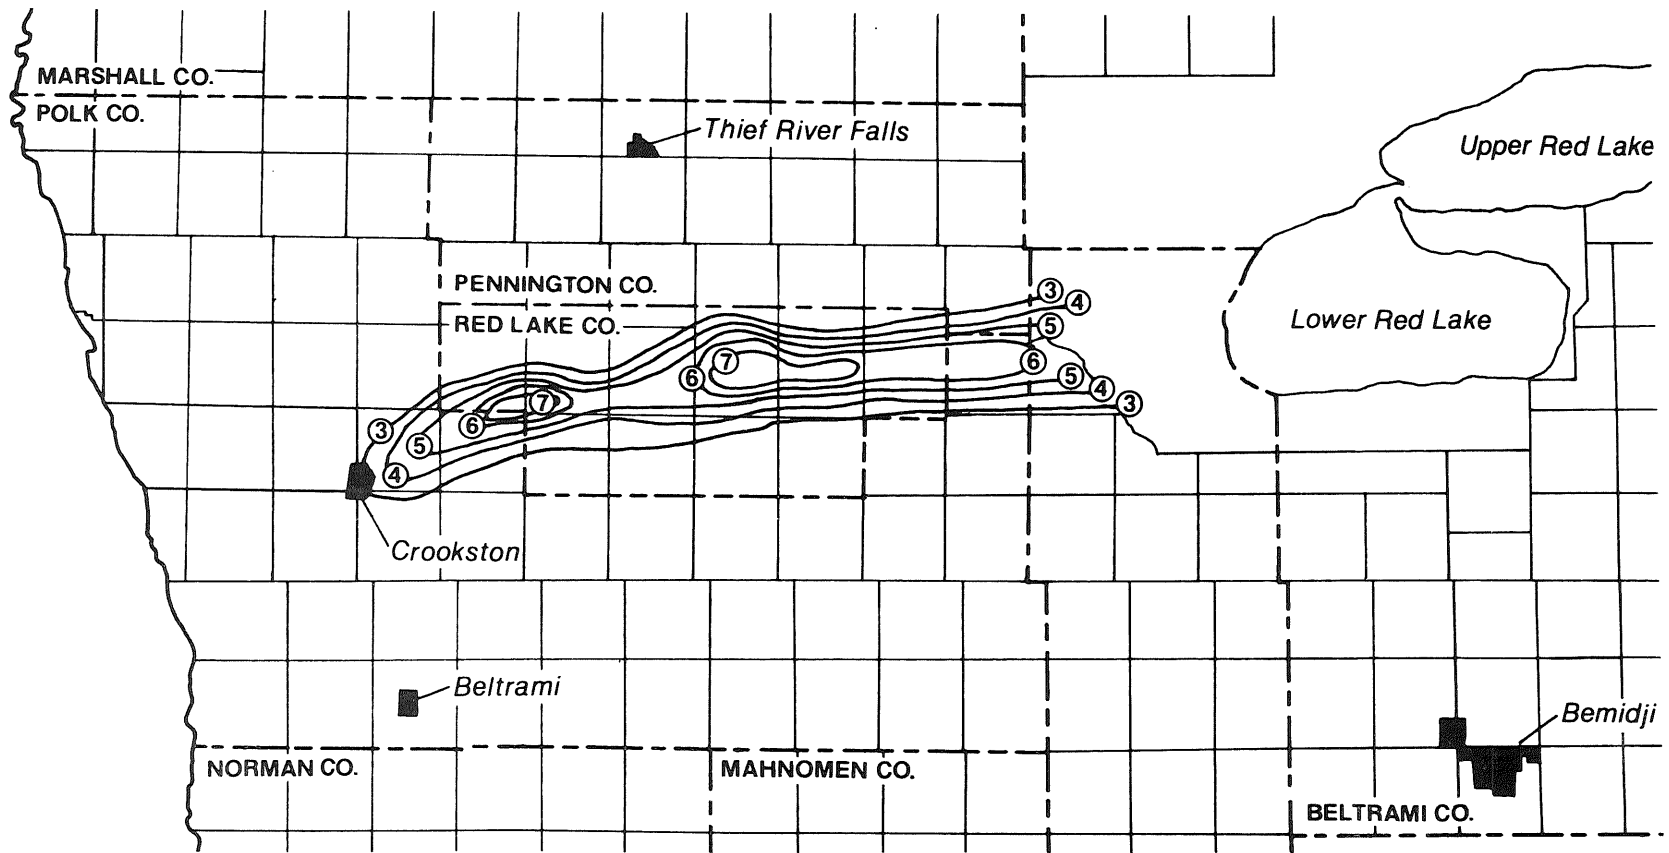 MARSHALL CO.
POLK CO.
Thief River Falls
Upper Red Lake
PENNINGTON CO.
RED LAKE CO.
Lower Red Lake
3
4
5
7
6
6
5
4
3
7
6
3
5
4
Crookston
Beltrami
Bemidji
NORMAN CO.
MAHNOMEN CO.
BELTRAMI CO.